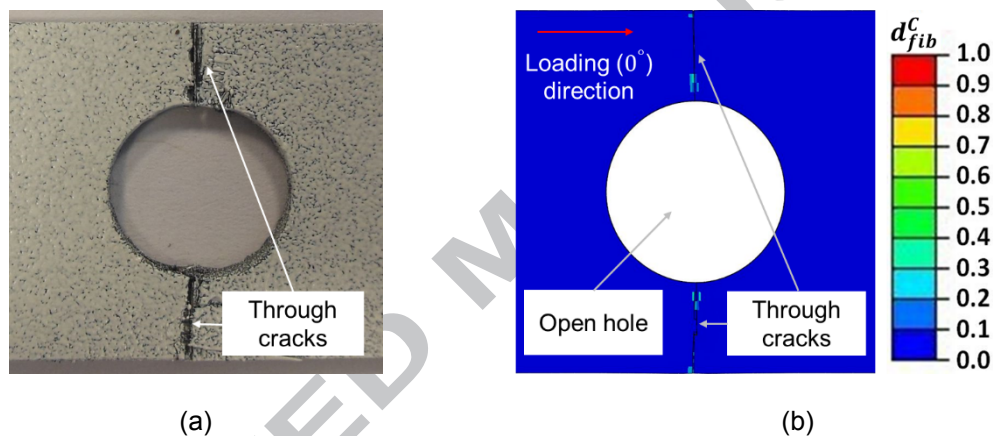 Through
cracks
(a)
Loading (0°)
direction
Open hole
Through
cracks
(b)
d^C_fib
1.0
0.9
0.8
0.7
0.6
0.5
0.4
0.3
0.2
0.1
0.0
ED M